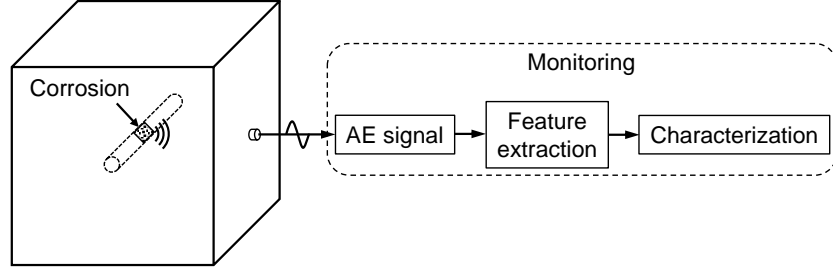 Monitoring
Corrosion
AE signal
Feature
extraction
Characterization